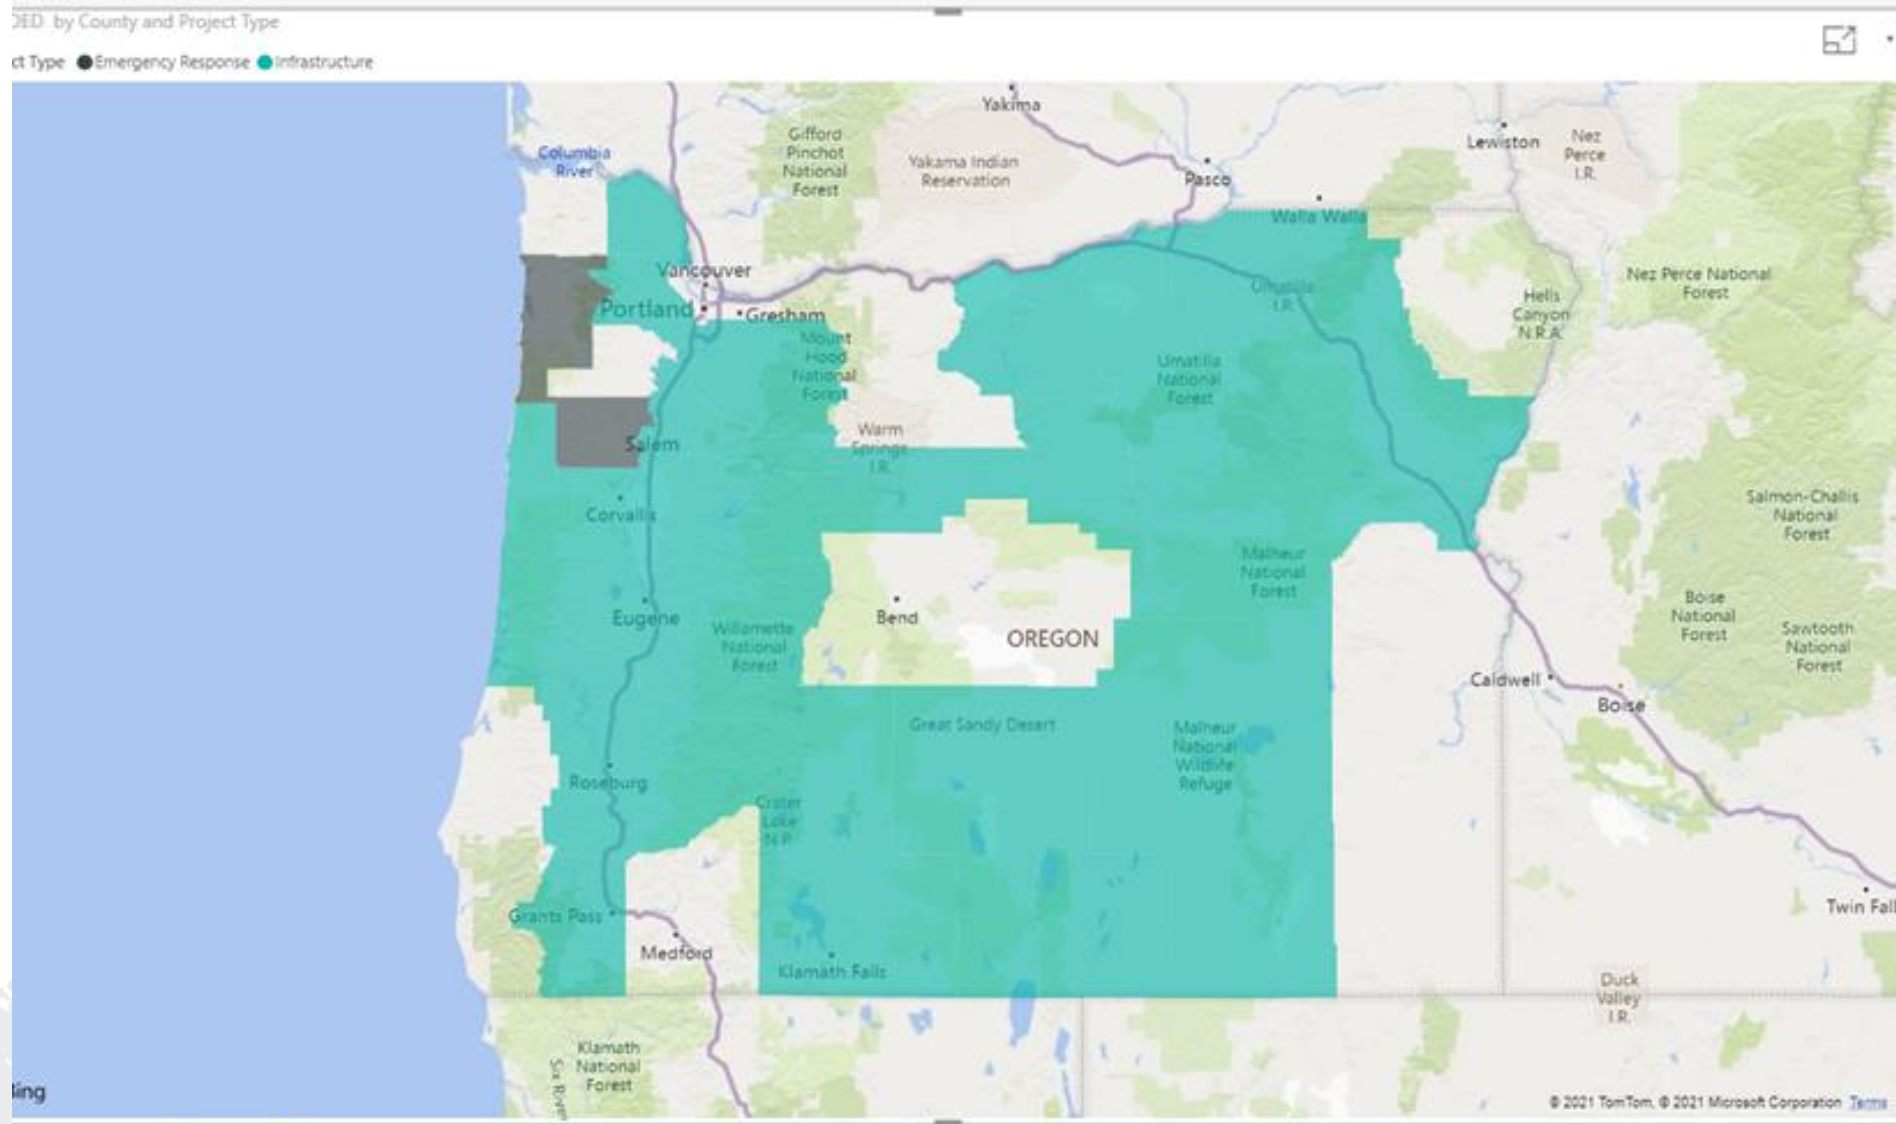 DED by County and Project Type
ct Type Emergency Response Infrastructure
Yakima
Gifford
Pinchot
National
Forest
Columbia
River
Yakama Indian
Reservation
Pasco
Lewiston
Nez
Perce
I.R.
Walla Walla
Vancouver
Portland
Gresham
Mount
Hood
National
Forest
Umatilla
I.R.
Hells
Canyon
N.R.A.
Nez Perce National
Forest
Umatilla
National
Forest
Warm
Springs
I.R.
Salem
Corvallis
Salmon-Challis
National
Forest
Malheur
National
Forest
Eugene
Willamette
National
Forest
Bend
OREGON
Boise
National
Forest
Sawtooth
National
Forest
Caldwell
Boise
Great Sandy Desert
Malheur
National
Wildlife
Refuge
Roseburg
Crater
Lake
N.P.
Grants Pass
Medford
Klamath Falls
Twin Fall
Duck
Valley
I.R.
Klamath
National
Forest
Six River
Bing
© 2021 TomTom, © 2021 Microsoft Corporation Terms